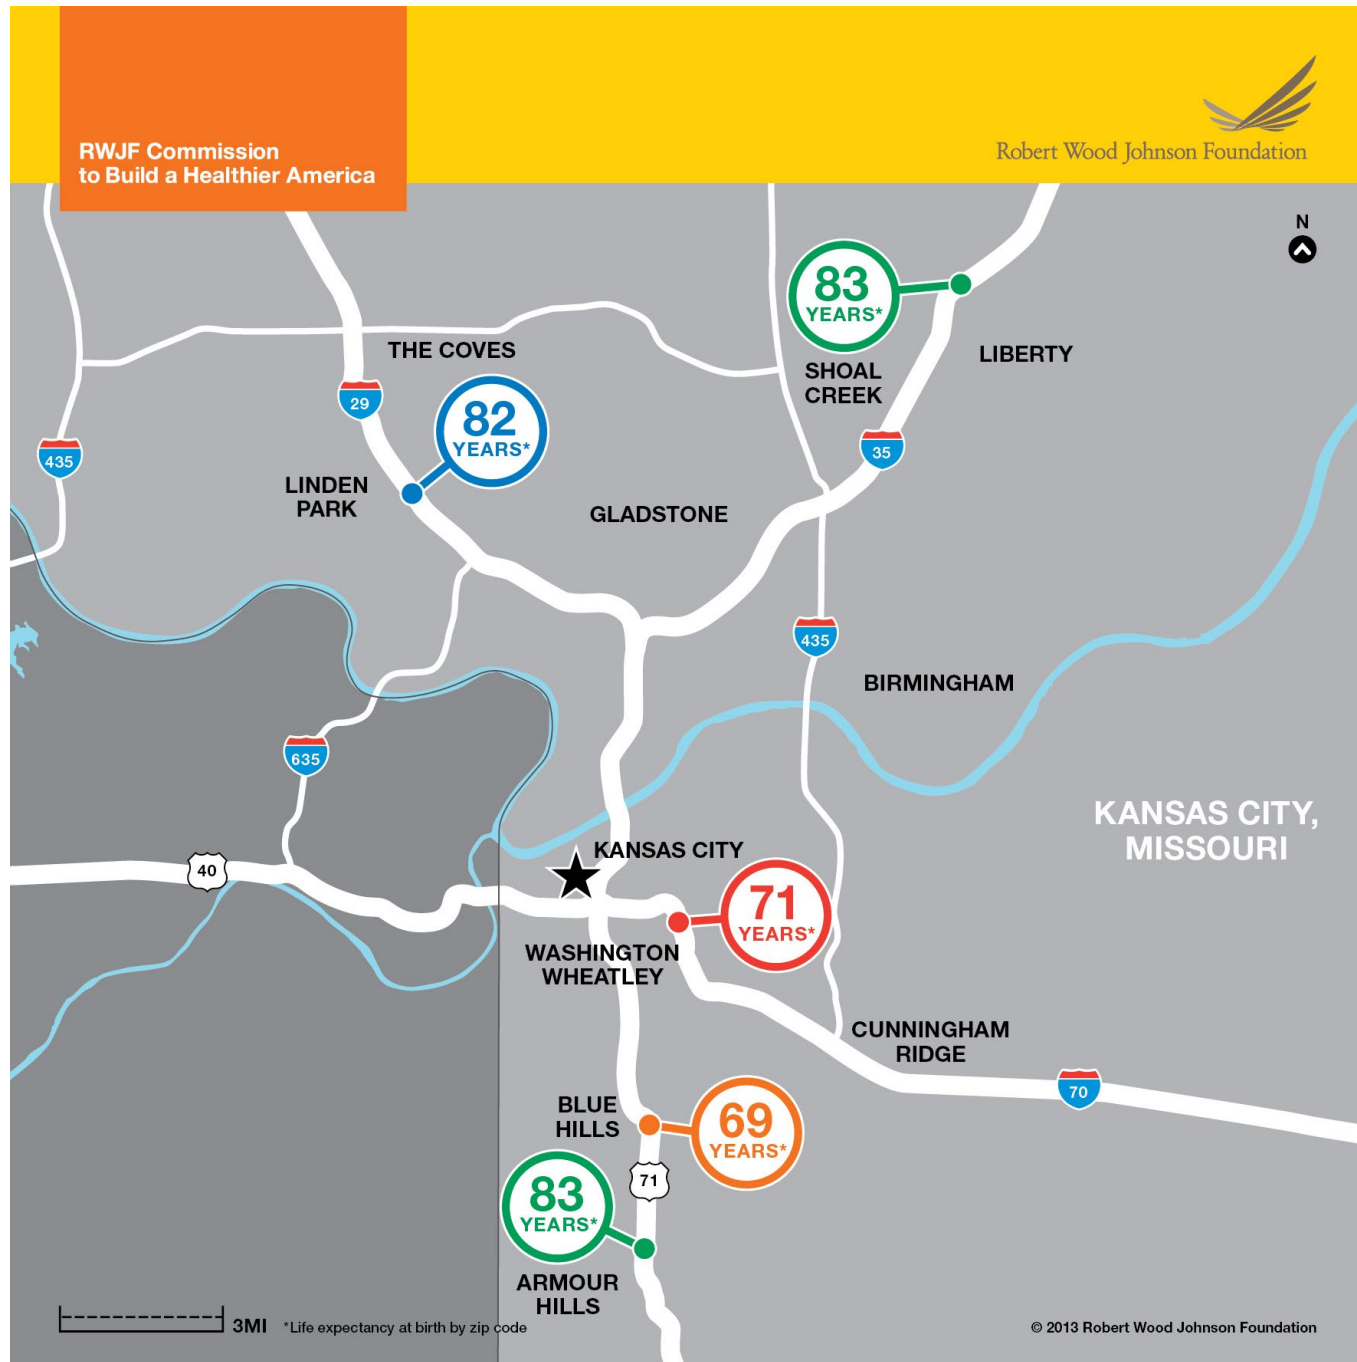 RWJF Commission
to Build a Healthier America
Robert Wood Johnson Foundation
N
83
YEARS*
SHOAL
CREEK
LIBERTY
THE COVES
29
82
YEARS*
435
35
LINDEN
PARK
GLADSTONE
435
BIRMINGHAM
635
KANSAS CITY,
MISSOURI
40
KANSAS CITY
71
YEARS*
WASHINGTON
WHEATLEY
CUNNINGHAM
RIDGE
70
BLUE
HILLS
69
YEARS*
71
83
YEARS*
ARMOUR
HILLS
3MI
*Life expectancy at birth by zip code
© 2013 Robert Wood Johnson Foundation